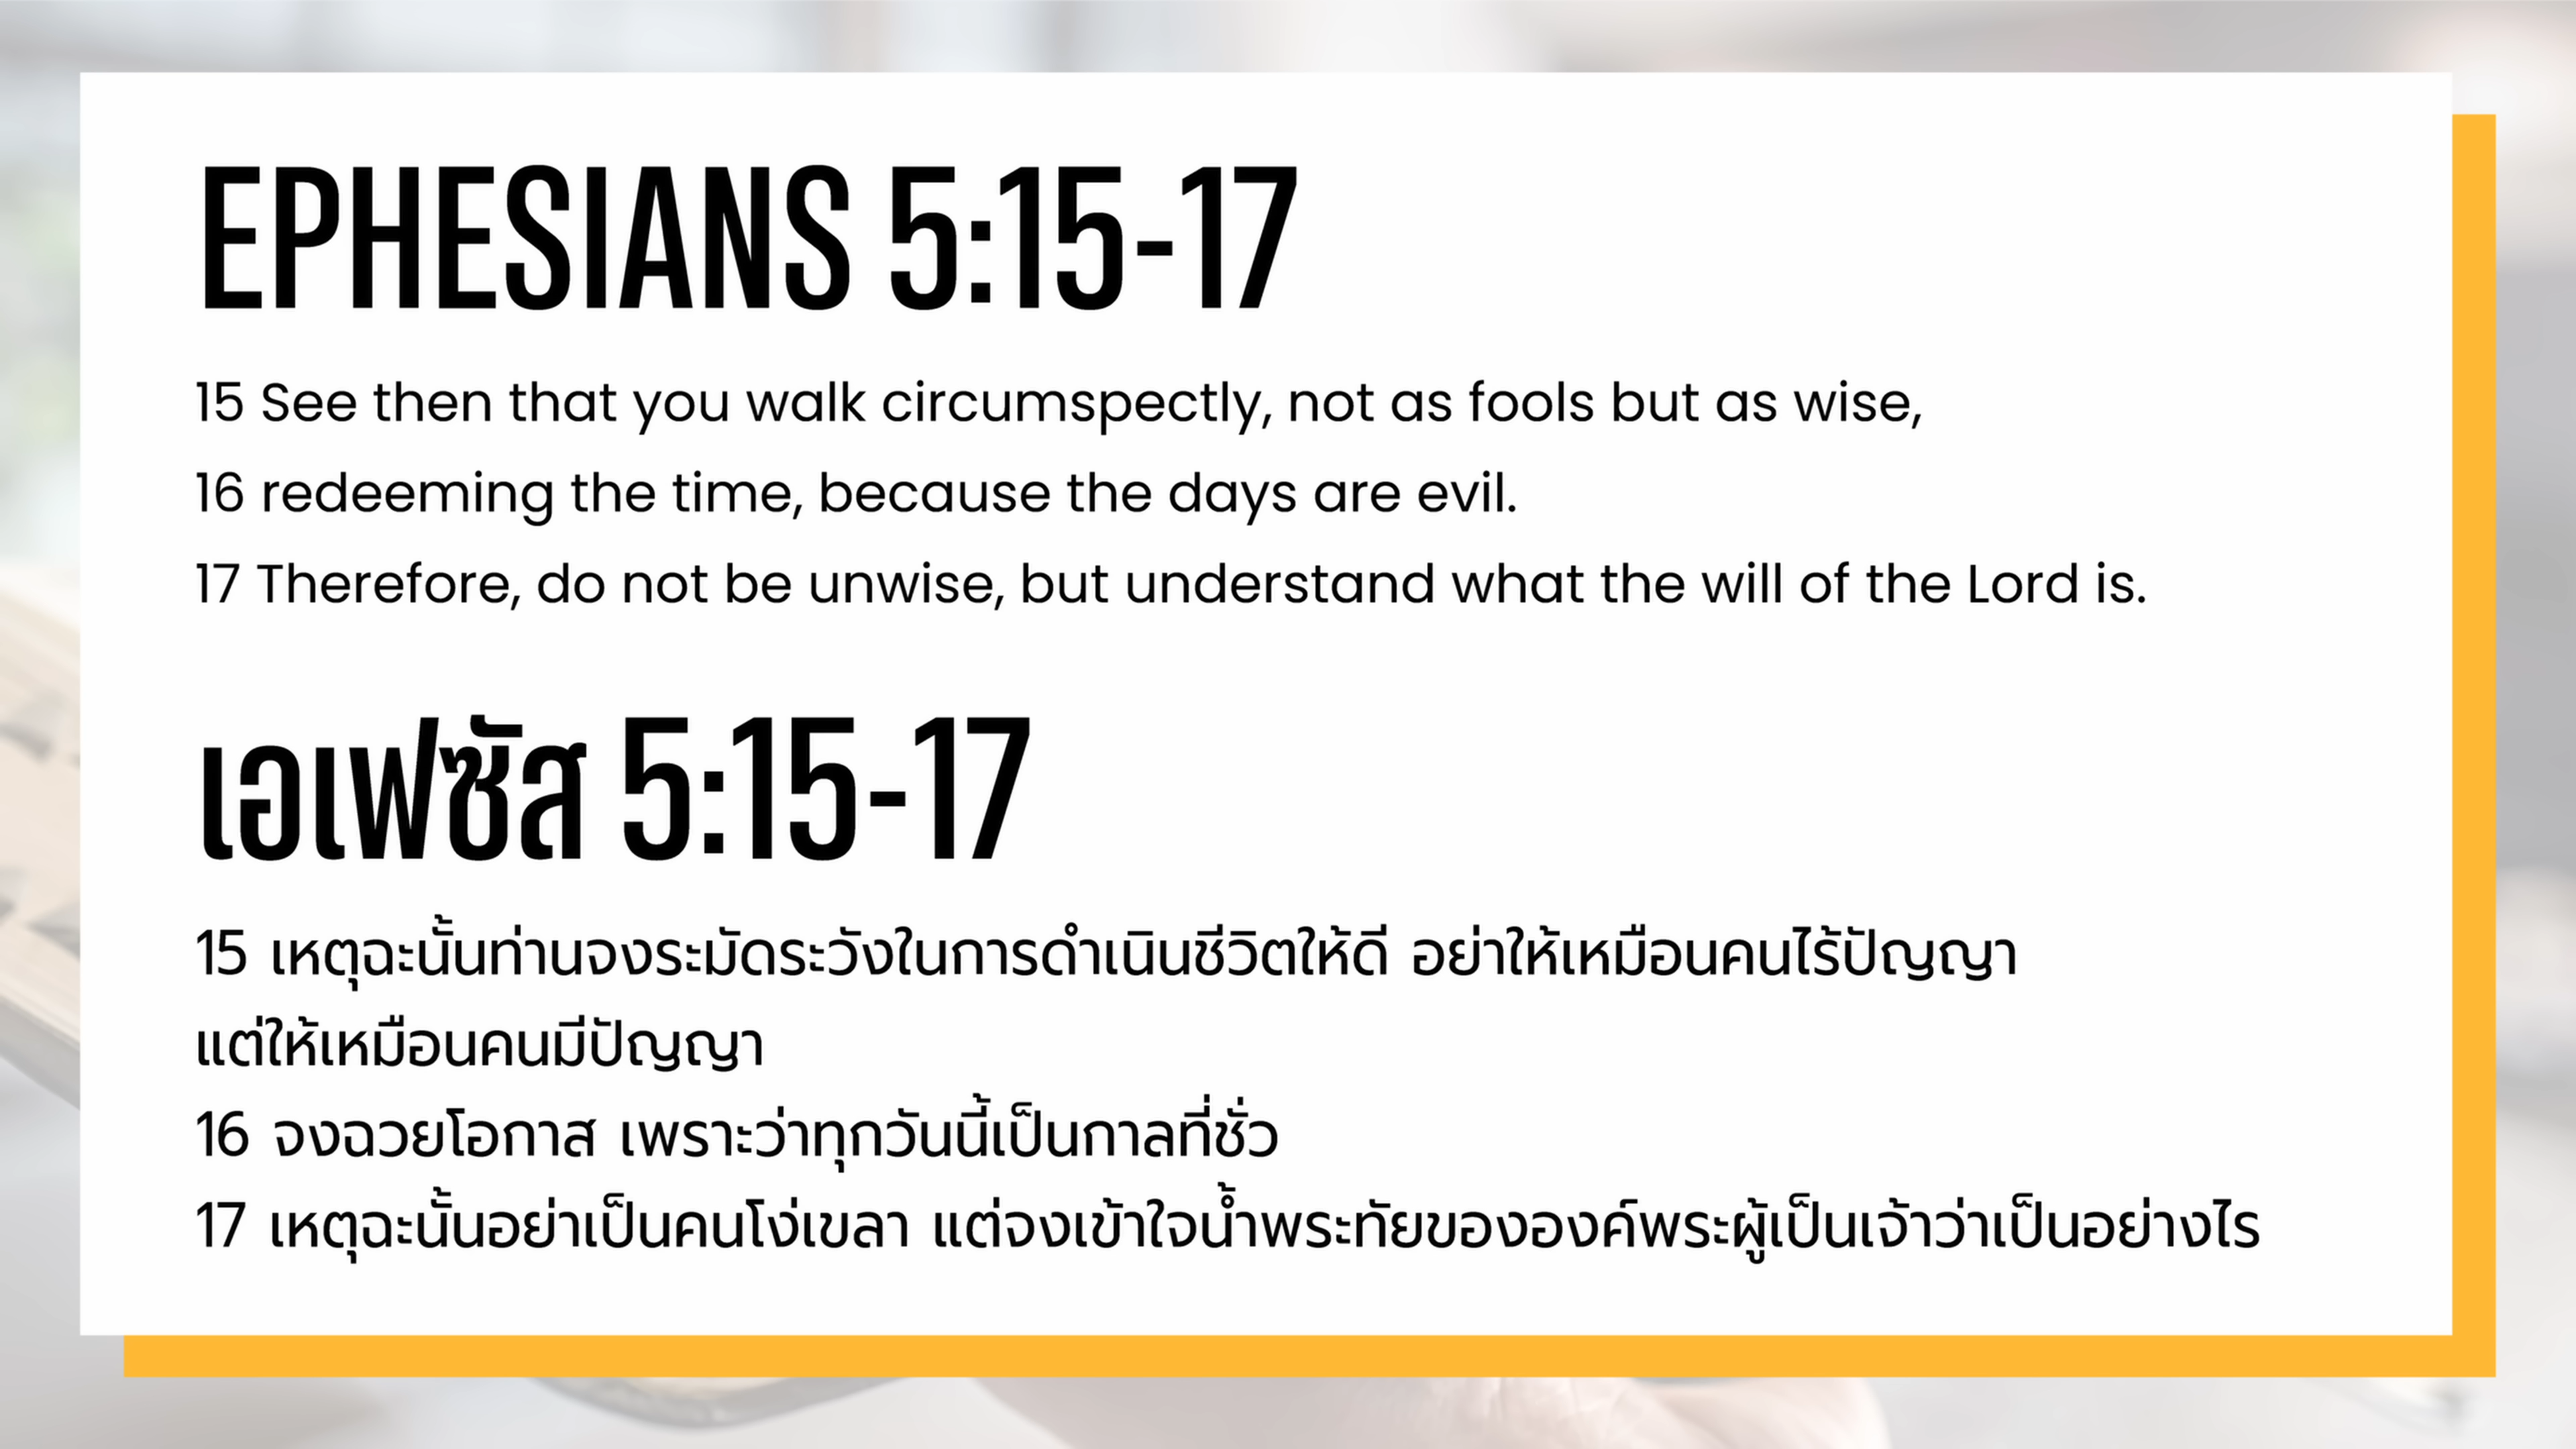 EPHESIANS 5:15-17
15 See then that you walk circumspectly, not as fools but as wise,
16 redeeming the time, because the days are evil.
17 Therefore, do not be unwise, but understand what the will of the Lord is.
เอเฟซัส 5:15-17
15 เหตุฉะนั้นท่านจงระมัดระวังในการดำเนินชีวิตให้ดี อย่าให้เหมือนคนไร้ปัญญา
แต่ให้เหมือนคนมีปัญญา
16 จงฉวยโอกาส เพราะว่าทุกวันนี้เป็นกาลที่ชั่ว
17 เหตุฉะนั้นอย่าเป็นคนโง่เขลา แต่จงเข้าใจน้ำพระทัยขององค์พระผู้เป็นเจ้าว่าเป็นอย่างไร